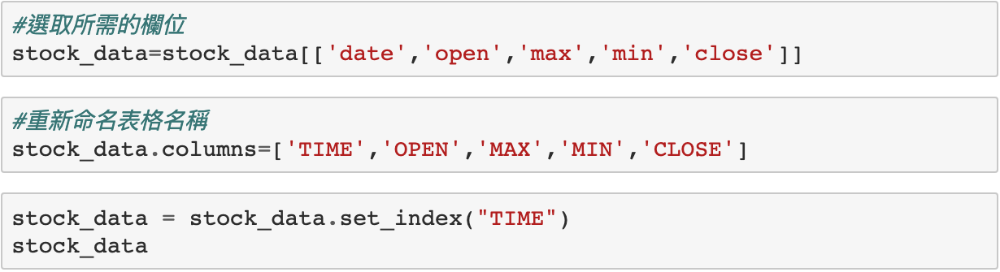 #選取所需的欄位
stock_data=stock_data[['date','open','max','min','close']]
#重新命名表格名稱
stock_data.columns=['TIME','OPEN','MAX','MIN','CLOSE']
stock_data = stock_data.set_index("TIME")
stock_data